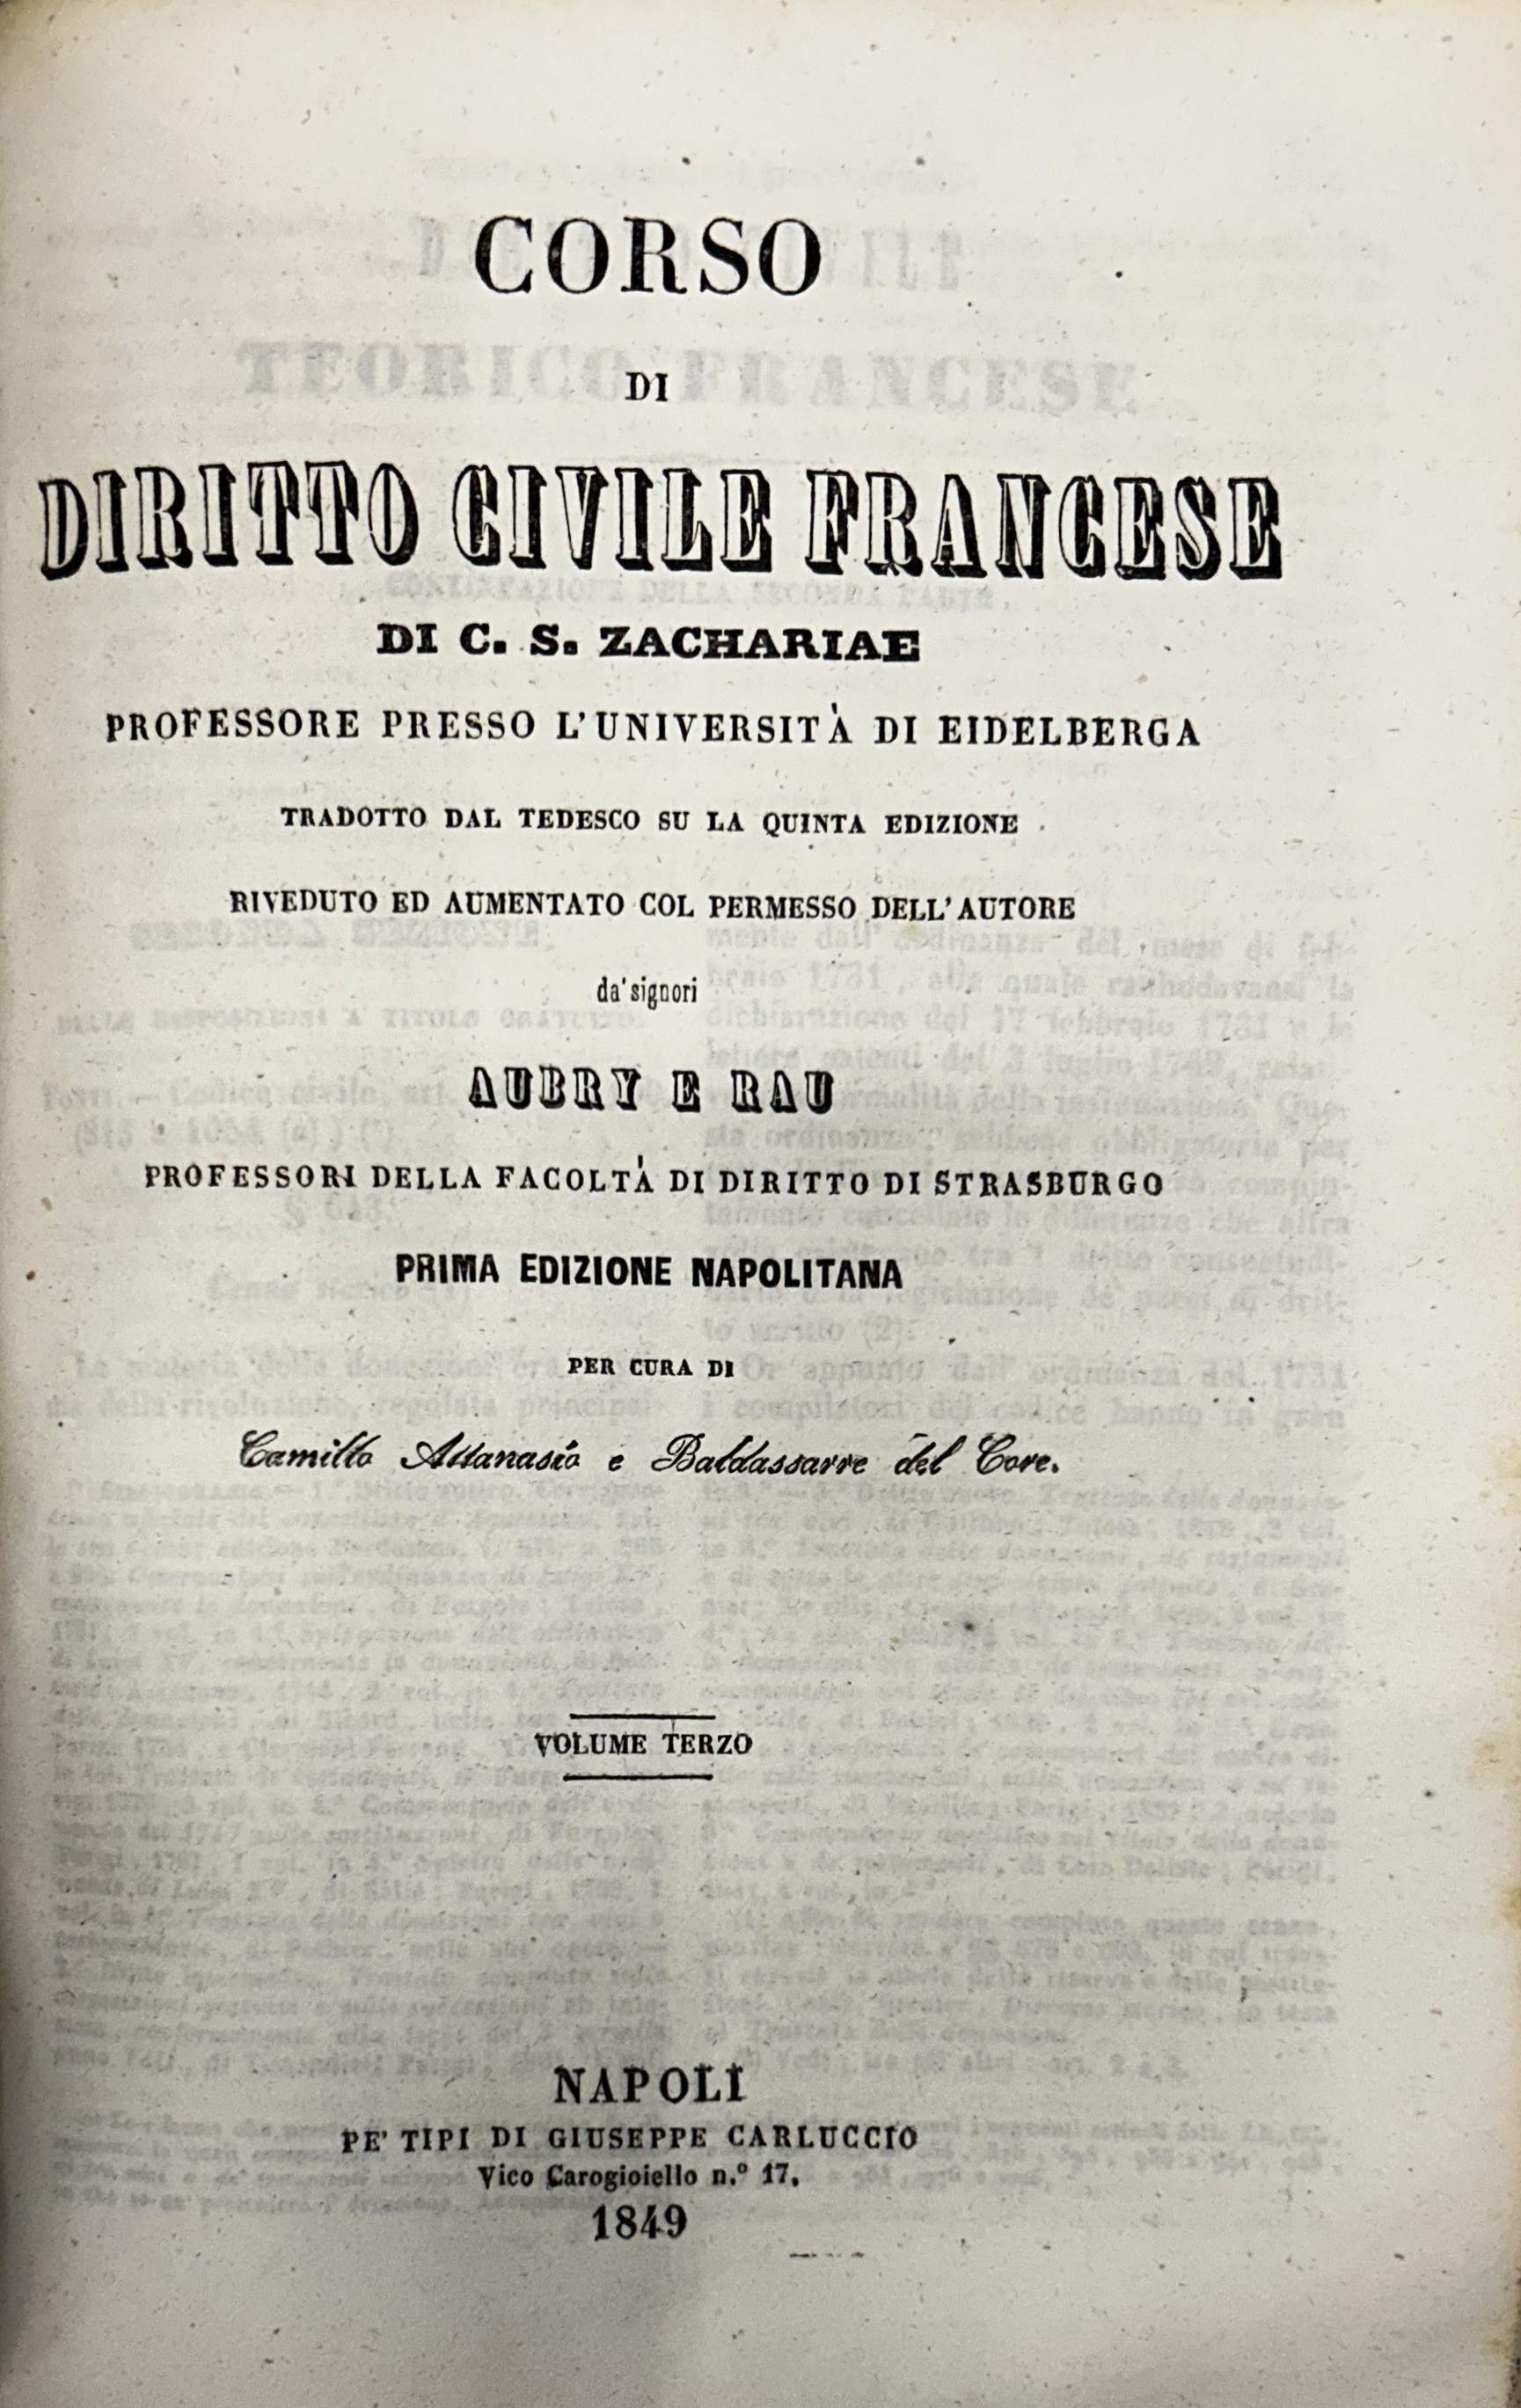 CORSO
DI
DIRITTO CIVILE FRANCESE
DI C. S. ZACHARIAE
PROFESSORE PRESSO L'UNIVERSITÀ DI EIDELBERGA
TRADOTTO DAL TEDESCO SU LA QUINTA EDIZIONE
RIVEDUTO ED AUMENTATO COL PERMESSO DELL'AUTORE
da' signori
AUBRY E RAU
PROFESSORI DELLA FACOLTÀ DI DIRITTO DI STRASBURGO
PRIMA EDIZIONE NAPOLITANA
PER CURA DI
Camillo Attanasio e Baldassarre del Core.
VOLUME TERZO
NAPOLI
PE' TIPI DI GIUSEPPE CARLUCCIO
Vico Carogioiello n.° 17.
1849